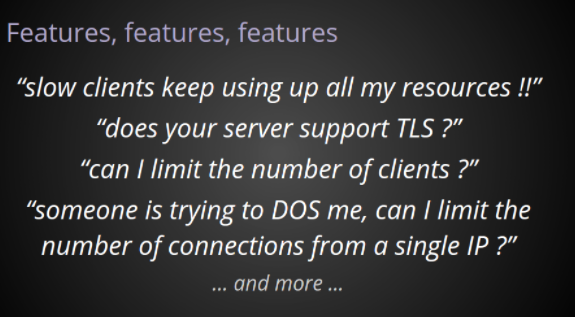 Features, features, features
“slow clients keep using up all my resources !!”
“does your server support TLS ?”
“can I limit the number of clients ?”
“someone is trying to DOS me, can I limit the
number of connections from a single IP ?”
... and more ...